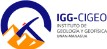 IGG-CIGEO
INSTITUTO DE
GEOLOGÍA Y GEOFÍSICA
UNAN-MANAGUA